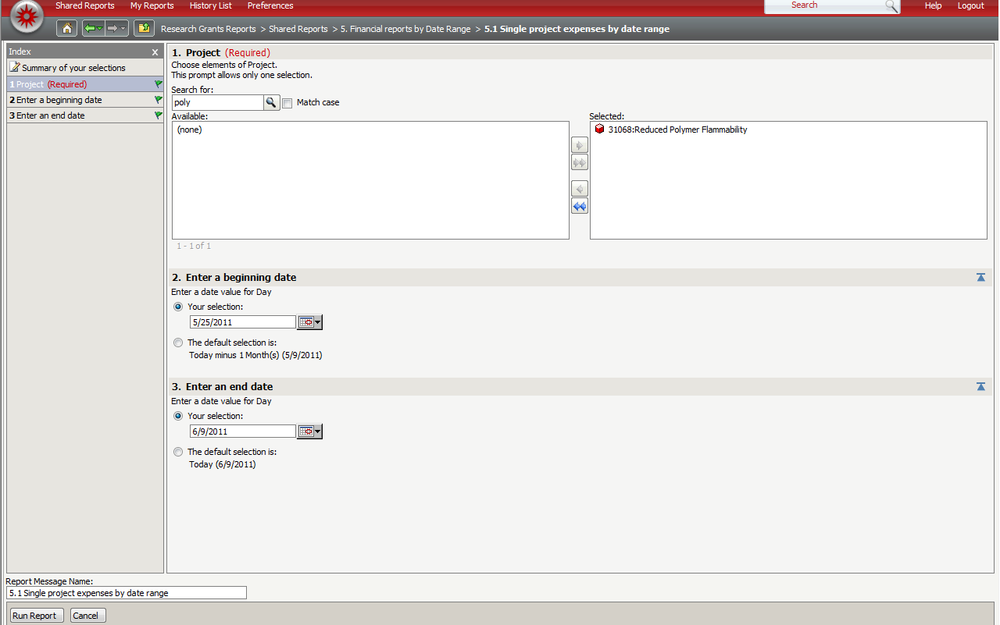 Shared Reports My Reports History List Preferences Search Help Logout
Research Grants Reports > Shared Reports > 5. Financial reports by Date Range > 5.1 Single project expenses by date range
Index x
Summary of your selections
1 Project (Required)
2 Enter a beginning date
3 Enter an end date
1. Project (Required)
Choose elements of Project.
This prompt allows only one selection.
Search for:
poly Match case
Available: Selected:
(none) 31068:Reduced Polymer Flammability
1 - 1 of 1
2. Enter a beginning date
Enter a date value for Day
Your selection:
5/25/2011
The default selection is:
Today minus 1 Month(s) (5/9/2011)
3. Enter an end date
Enter a date value for Day
Your selection:
6/9/2011
The default selection is:
Today (6/9/2011)
Report Message Name:
5.1 Single project expenses by date range
Run Report Cancel